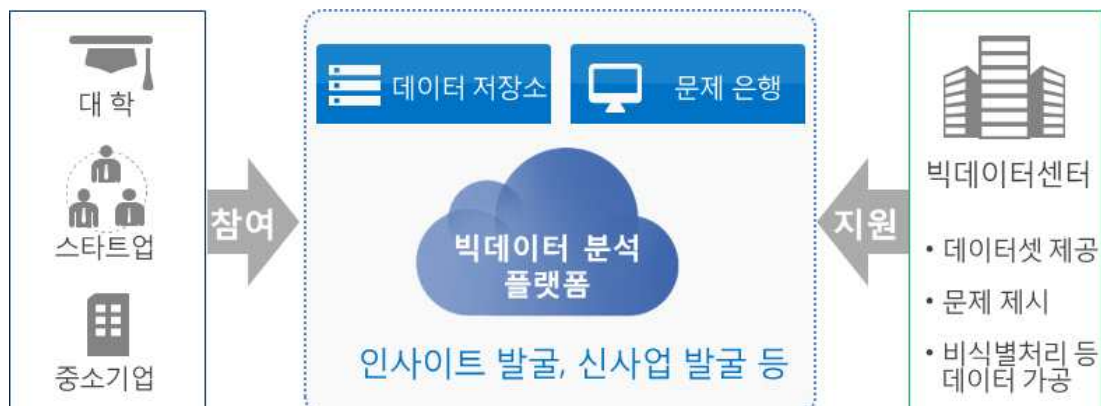 대 학
스타트업
중소기업
참여
데이터 저장소
문제 은행
빅데이터 분석
플랫폼
인사이트 발굴, 신사업 발굴 등
지원
빅데이터센터
• 데이터셋 제공
• 문제 제시
• 비식별처리 등
데이터 가공